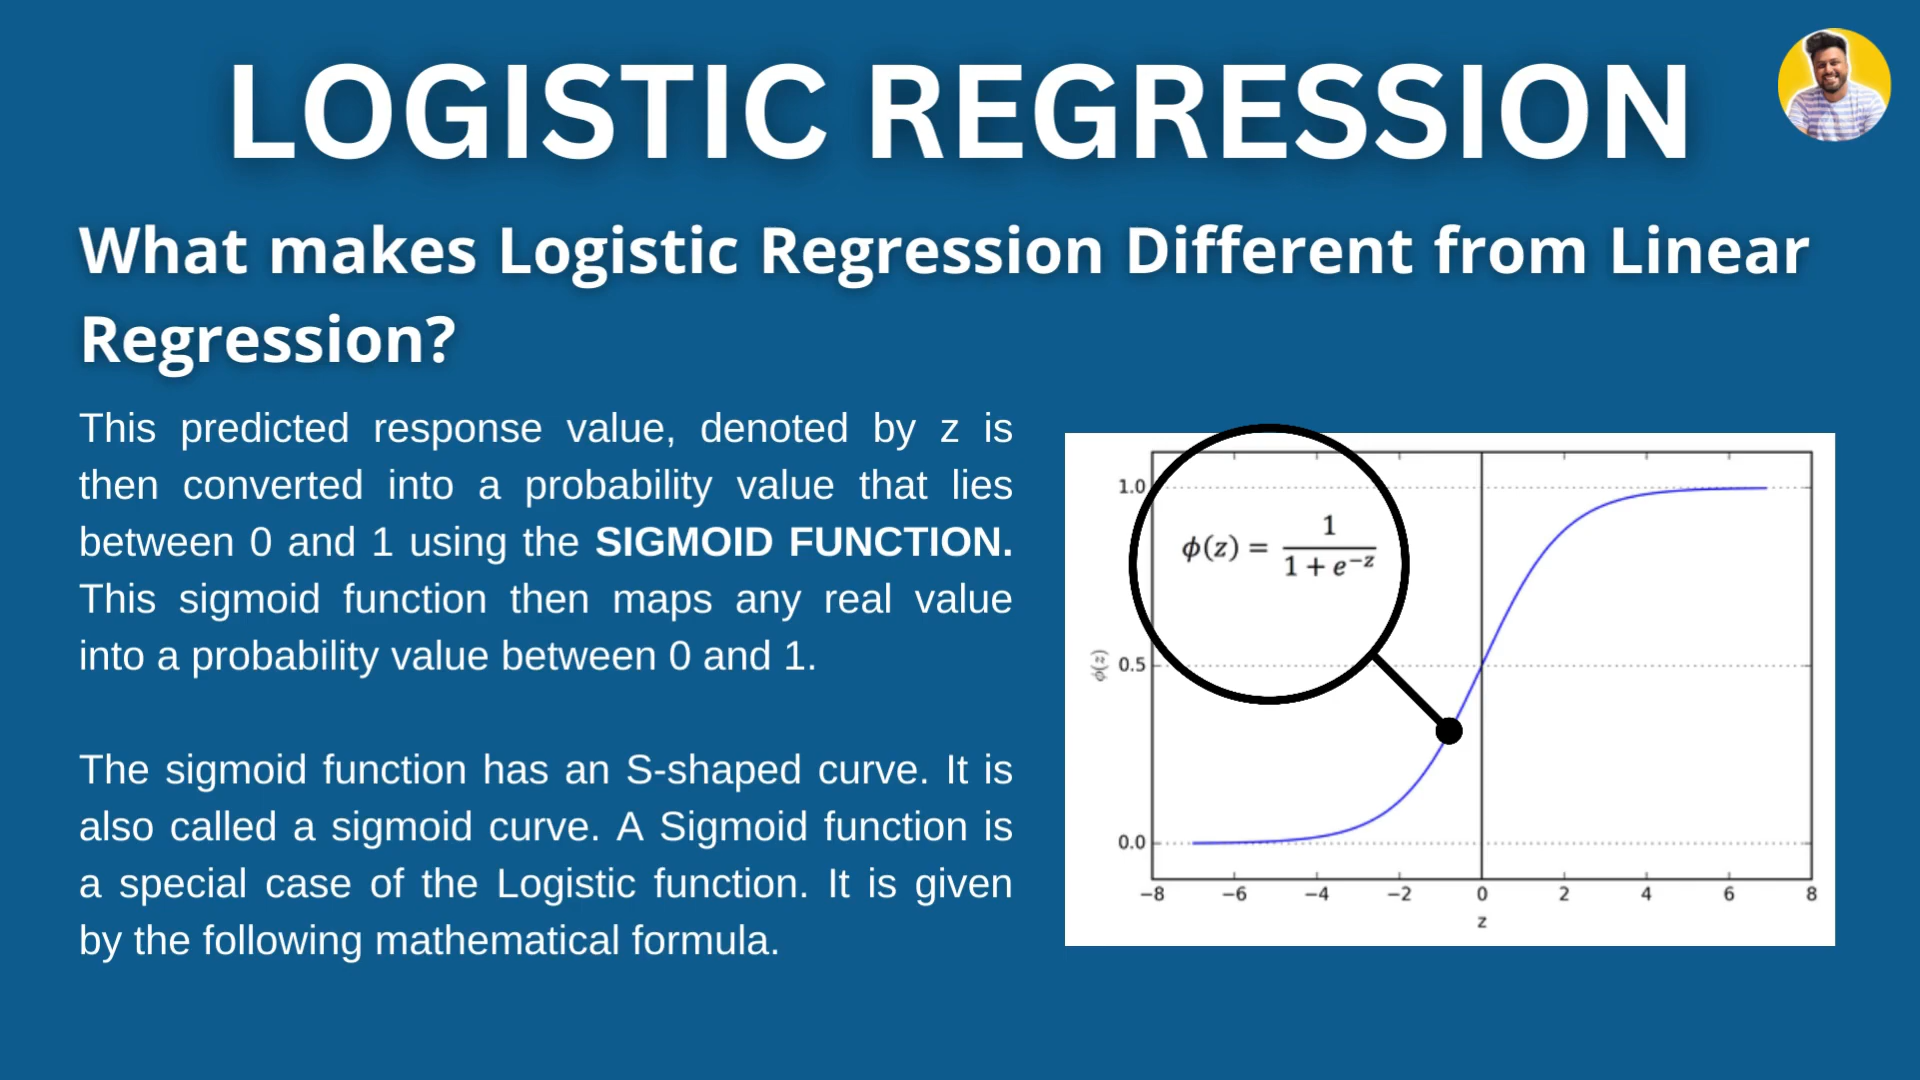 LOGISTIC REGRESSION
What makes Logistic Regression Different from Linear
Regression?
This predicted response value, denoted by z is
then converted into a probability value that lies
between 0 and 1 using the SIGMOID FUNCTION.
This sigmoid function then maps any real value
into a probability value between 0 and 1.
The sigmoid function has an S-shaped curve. It is
also called a sigmoid curve. A Sigmoid function is
a special case of the Logistic function. It is given
by the following mathematical formula.
1.0
ϕ(z) = 1 / (1 + e^−z)
ϕ(z)
0.5
0.0
−8 −6 −4 −2 0 2 4 6 8
z